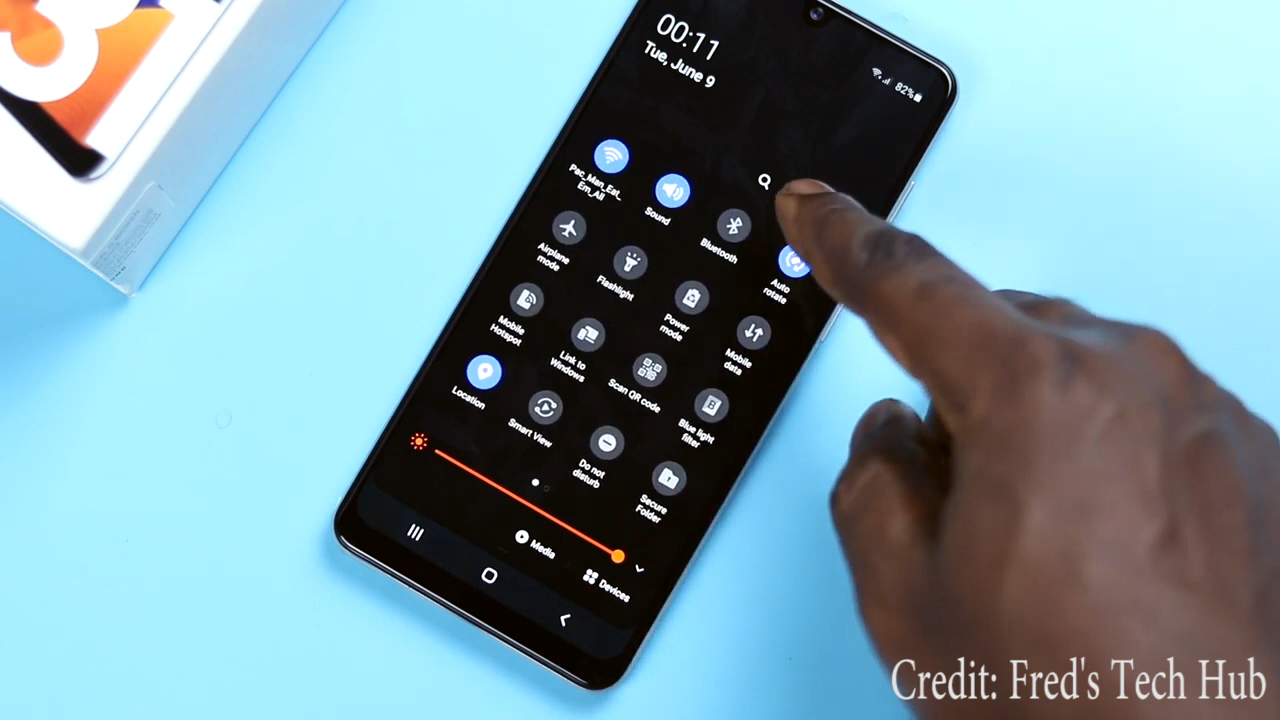 3
00:11
Tue, June 9
82%
Pac_Man_Eat_
Em_All
Sound
Bluetooth
Auto
rotate
Airplane
mode
Flashlight
Power
mode
Mobile
data
Mobile
Hotspot
Link to
Windows
Scan QR code
Blue light
filter
Location
Smart View
Do not
disturb
Secure
Folder
Media
Devices
Credit: Fred's Tech Hub